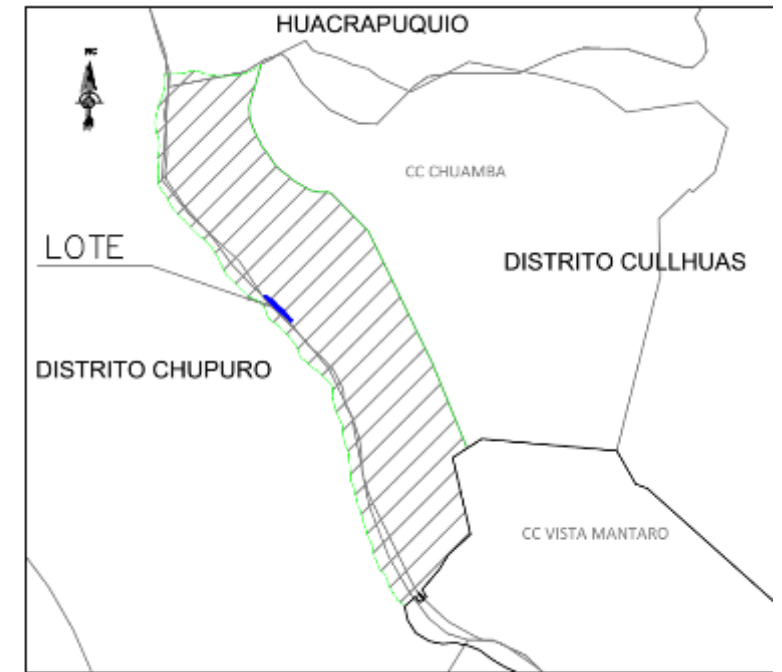 HUACRAPUQUIO
CC CHUAMBA
LOTE
DISTRITO CULLHUAS
DISTRITO CHUPURO
CC VISTA MANTARO